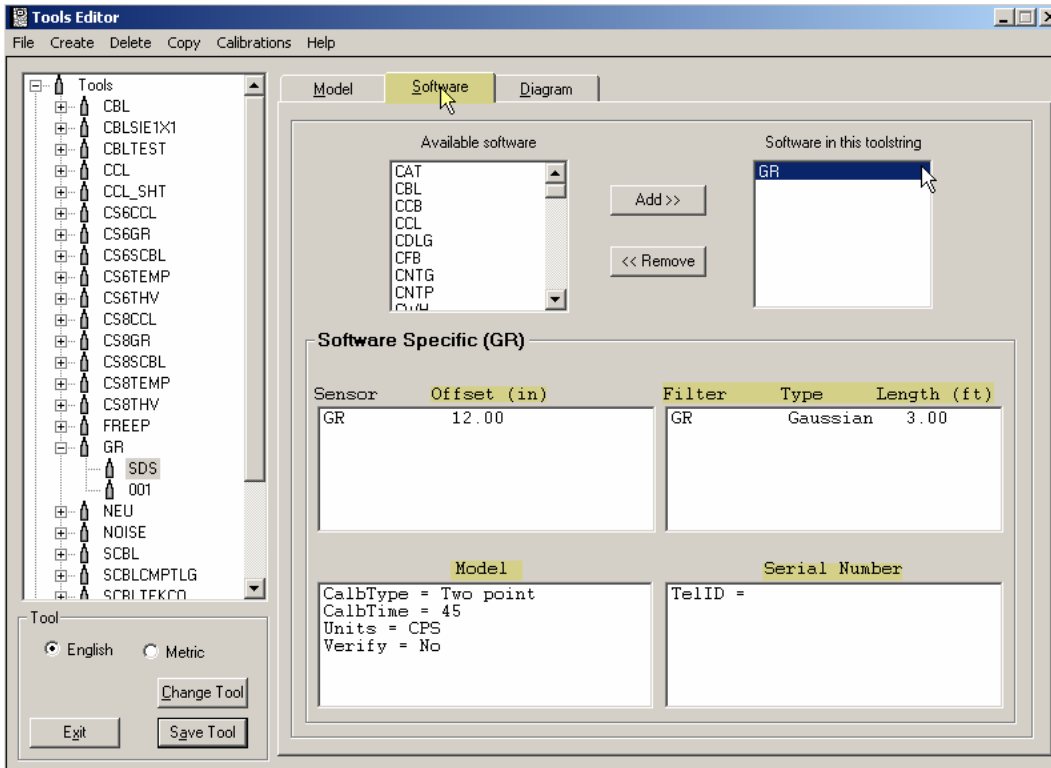 Tools Editor
File Create Delete Copy Calibrations Help
Tools
CBL
CBLSIE1X1
CBLTEST
CCL
CCL_SHT
CS6CCL
CS6GR
CS6SCBL
CS6TEMP
CS6THV
CS8CCL
CS8GR
CS8SCBL
CS8TEMP
CS8THV
FREEP
GR
SDS
001
NEU
NOISE
SCBL
SCBLCMPTLG
SCBLTEKCO
Tool
English Metric
Change Tool
Exit Save Tool
Model Software Diagram
Available software
CAT
CBL
CCB
CCL
CDLG
CFB
CNTG
CNTP
CWH
Add >>
<< Remove
Software in this toolstring
GR
Software Specific (GR)
Sensor Offset (in)
GR 12.00
Filter Type Length (ft)
GR Gaussian 3.00
Model
CalbType = Two point
CalbTime = 45
Units = CPS
Verify = No
Serial Number
TelID =